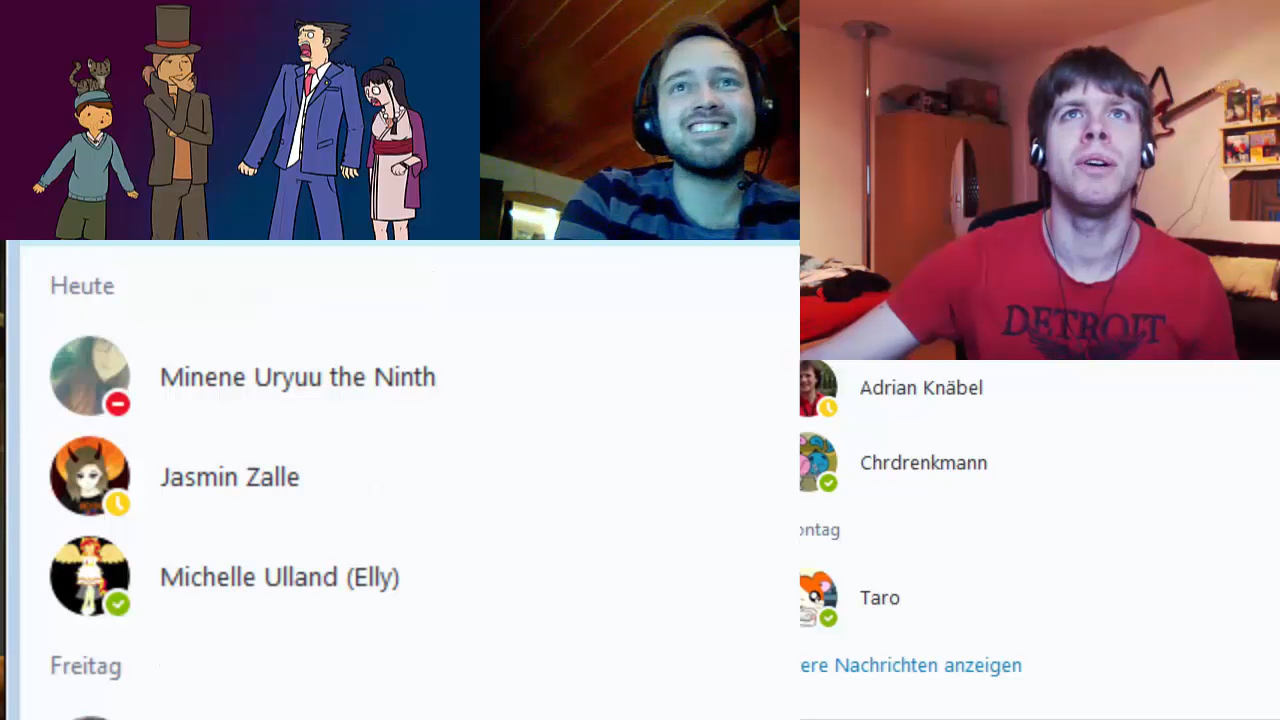 DETROIT
Heute
Minene Uryuu the Ninth
Jasmin Zalle
Michelle Ulland (Elly)
Freitag
Adrian Knäbel
Chrdrenkmann
ontag
Taro
ere Nachrichten anzeigen